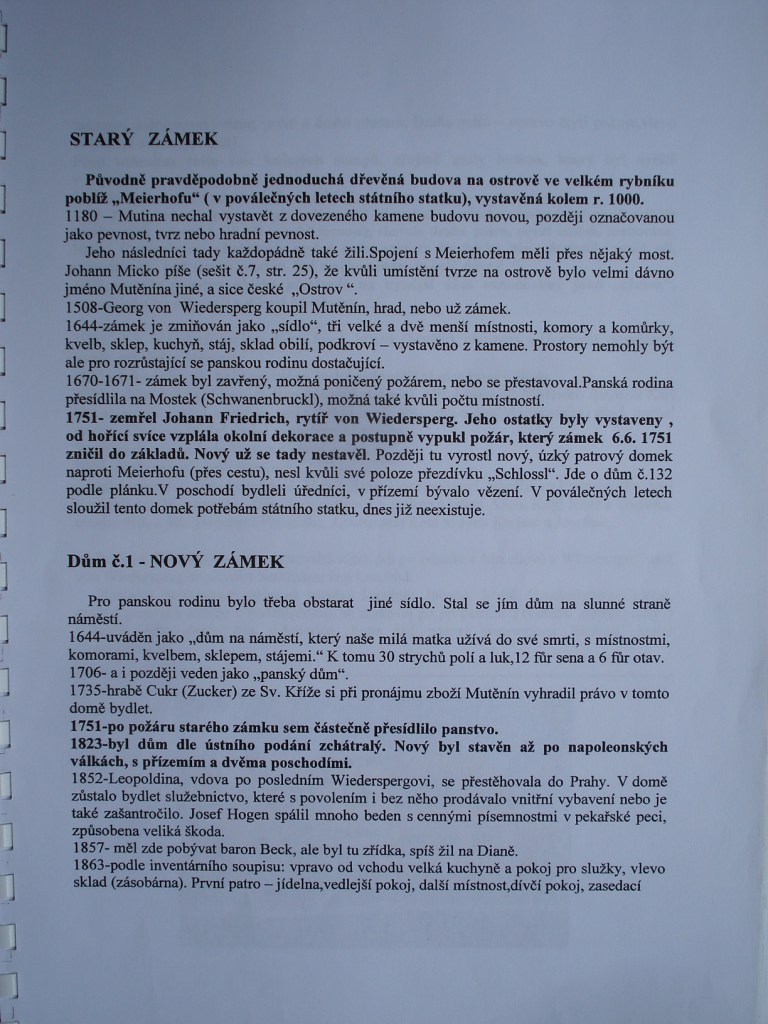 STARÝ ZÁMEK
Původně pravděpodobně jednoduchá dřevěná budova na ostrově ve velkém rybníku
poblíž „Meierhofu“ ( v poválečných letech státního statku), vystavěná kolem r. 1000.
1180 – Mutina nechal vystavět z dovezeného kamene budovu novou, později označovanou
jako pevnost, tvrz nebo hradní pevnost.
Jeho následníci tady každopádně také žili.Spojení s Meierhofem měli přes nějaký most.
Johann Micko píše (sešit č.7, str. 25), že kvůli umístění tvrze na ostrově bylo velmi dávno
jméno Mutěnína jiné, a sice české „Ostrov “.
1508-Georg von Wiedersperg koupil Mutěnín, hrad, nebo už zámek.
1644-zámek je zmiňován jako „sídlo“, tři velké a dvě menší místnosti, komory a komůrky,
kvelb, sklep, kuchyň, stáj, sklad obilí, podkroví – vystavěno z kamene. Prostory nemohly být
ale pro rozrůstající se panskou rodinu dostačující.
1670-1671- zámek byl zavřený, možná poničený požárem, nebo se přestavoval.Panská rodina
přesídlila na Mostek (Schwanenbruckl), možná také kvůli počtu místností.
1751- zemřel Johann Friedrich, rytíř von Wiedersperg. Jeho ostatky byly vystaveny ,
od hořící svíce vzplála okolní dekorace a postupně vypukl požár, který zámek 6.6. 1751
zničil do základů. Nový už se tady nestavěl. Později tu vyrostl nový, úzký patrový domek
naproti Meierhofu (přes cestu), nesl kvůli své poloze přezdívku „Schlossl“. Jde o dům č.132
podle plánku.V poschodí bydleli úředníci, v přízemí bývalo vězení. V poválečných letech
sloužil tento domek potřebám státního statku, dnes již neexistuje.
Dům č.1 - NOVÝ ZÁMEK
Pro panskou rodinu bylo třeba obstarat jiné sídlo. Stal se jím dům na slunné straně
náměstí.
1644-uváděn jako „dům na náměstí, který naše milá matka užívá do své smrti, s místnostmi,
komorami, kvelbem, sklepem, stájemi.“ K tomu 30 strychů polí a luk,12 fůr sena a 6 fůr otav.
1706- a i později veden jako „panský dům“.
1735-hrabě Cukr (Zucker) ze Sv. Kříže si při pronájmu zboží Mutěnín vyhradil právo v tomto
domě bydlet.
1751-po požáru starého zámku sem částečně přesídlilo panstvo.
1823-byl dům dle ústního podání zchátralý. Nový byl stavěn až po napoleonských
válkách, s přízemím a dvěma poschodími.
1852-Leopoldina, vdova po posledním Wiederspergovi, se přestěhovala do Prahy. V domě
zůstalo bydlet služebnictvo, které s povolením i bez něho prodávalo vnitřní vybavení nebo je
také zašantročilo. Josef Hogen spálil mnoho beden s cennými písemnostmi v pekařské peci,
způsobena veliká škoda.
1857- měl zde pobývat baron Beck, ale byl tu zřídka, spíš žil na Dianě.
1863-podle inventárního soupisu: vpravo od vchodu velká kuchyně a pokoj pro služky, vlevo
sklad (zásobárna). První patro – jídelna,vedlejší pokoj, další místnost,dívčí pokoj, zasedací